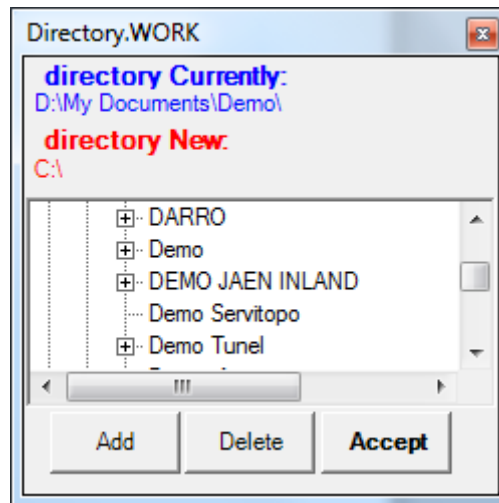 Directory.WORK
directory Currently:
D:\My Documents\Demo\
directory New:
C:\
DARRO
Demo
DEMO JAEN INLAND
Demo Servitopo
Demo Tunel
Add Delete Accept